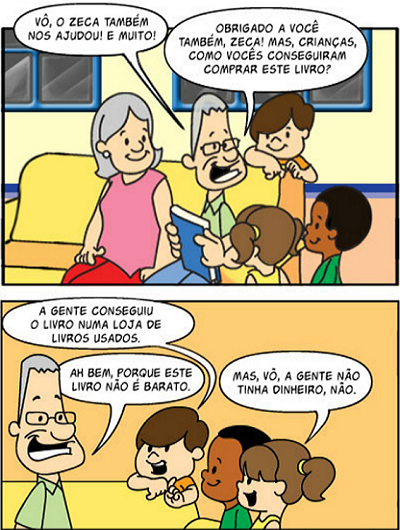 VÔ, O ZECA TAMBÉM
NOS AJUDOU! E MUITO!
OBRIGADO A VOCÊ
TAMBÉM, ZECA! MAS, CRIANÇAS,
COMO VOCÊS CONSEGUIRAM
COMPRAR ESTE LIVRO?
A GENTE CONSEGUIU
O LIVRO NUMA LOJA DE
LIVROS USADOS.
AH BEM, PORQUE ESTE
LIVRO NÃO É BARATO.
MAS, VÔ, A GENTE NÃO
TINHA DINHEIRO, NÃO.